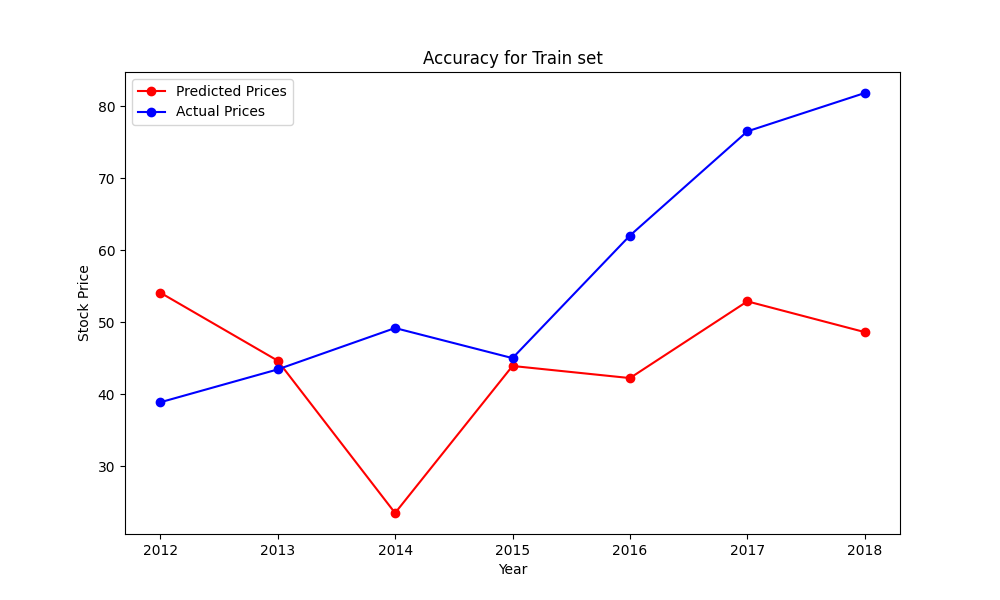 Accuracy for Train set
Predicted Prices
Actual Prices
80
70
60
50
40
30
Stock Price
2012 2013 2014 2015 2016 2017 2018
Year